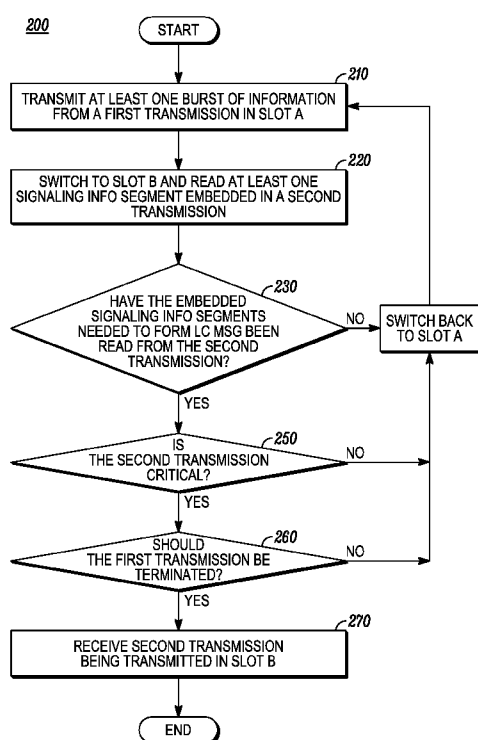 200
START
210
TRANSMIT AT LEAST ONE BURST OF INFORMATION
FROM A FIRST TRANSMISSION IN SLOT A
220
SWITCH TO SLOT B AND READ AT LEAST ONE
SIGNALING INFO SEGMENT EMBEDDED IN A SECOND
TRANSMISSION
230
HAVE THE EMBEDDED
SIGNALING INFO SEGMENTS
NEEDED TO FORM LC MSG BEEN
READ FROM THE SECOND
TRANSMISSION?
NO
SWITCH BACK
TO SLOT A
YES
250
IS
THE SECOND TRANSMISSION
CRITICAL?
NO
YES
260
SHOULD
THE FIRST TRANSMISSION BE
TERMINATED?
NO
YES
270
RECEIVE SECOND TRANSMISSION
BEING TRANSMITTED IN SLOT B
END